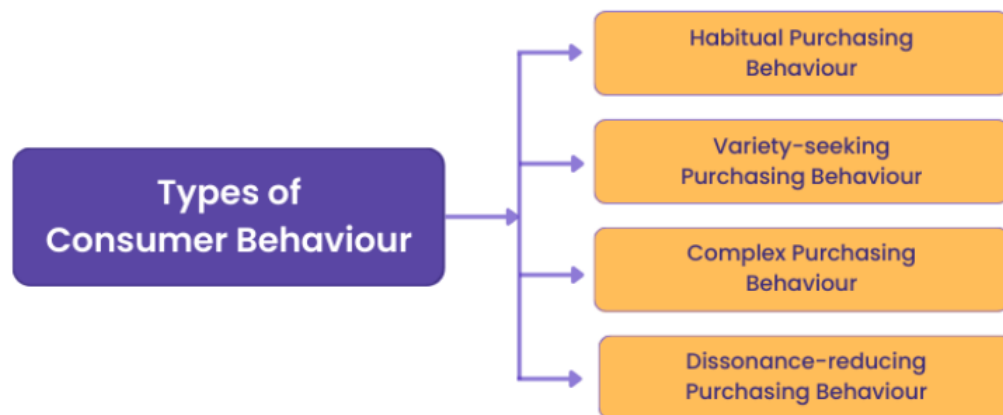 Types of
Consumer Behaviour
Habitual Purchasing
Behaviour
Variety-seeking
Purchasing Behaviour
Complex Purchasing
Behaviour
Dissonance-reducing
Purchasing Behaviour